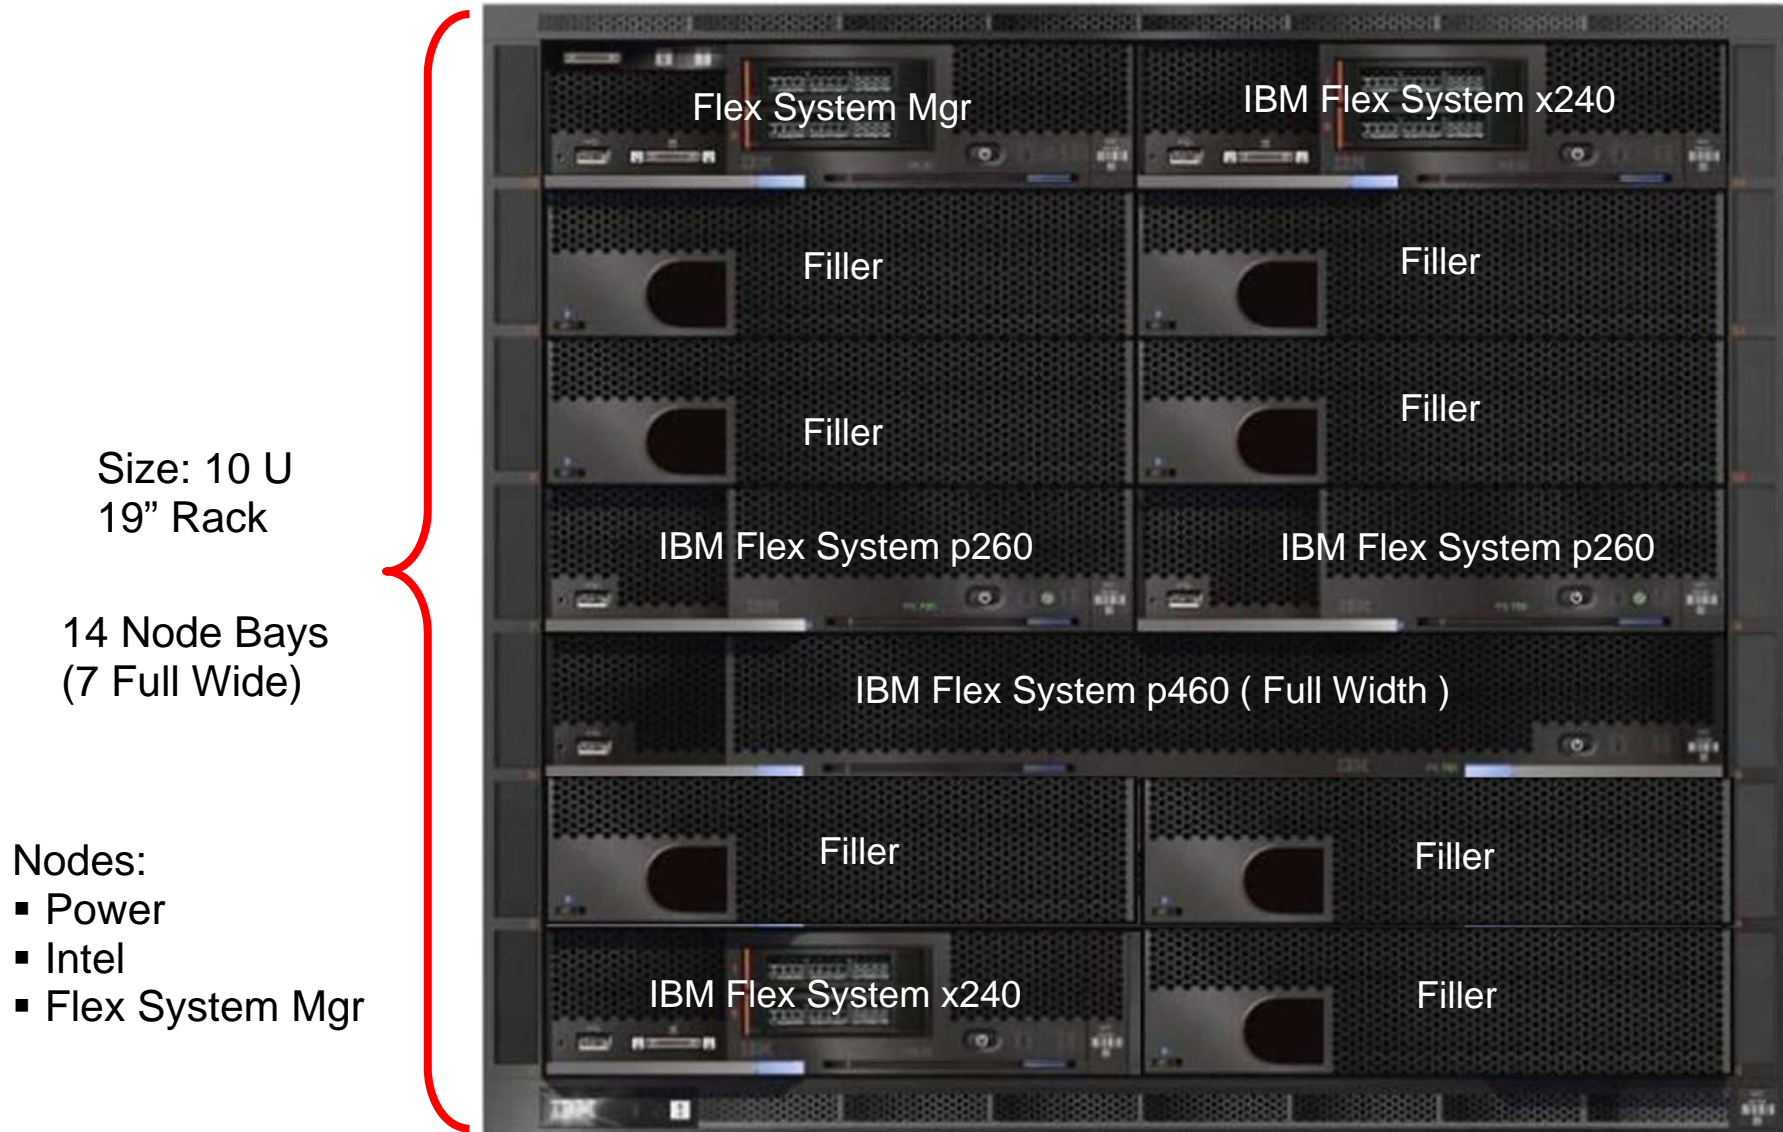 Flex System Mgr
IBM Flex System x240
Filler
Filler
Filler
Filler
Size: 10 U
19” Rack
IBM Flex System p260
IBM Flex System p260
14 Node Bays
(7 Full Wide)
IBM Flex System p460 ( Full Width )
Nodes:
▪ Power
▪ Intel
▪ Flex System Mgr
Filler
Filler
IBM Flex System x240
Filler
IBM